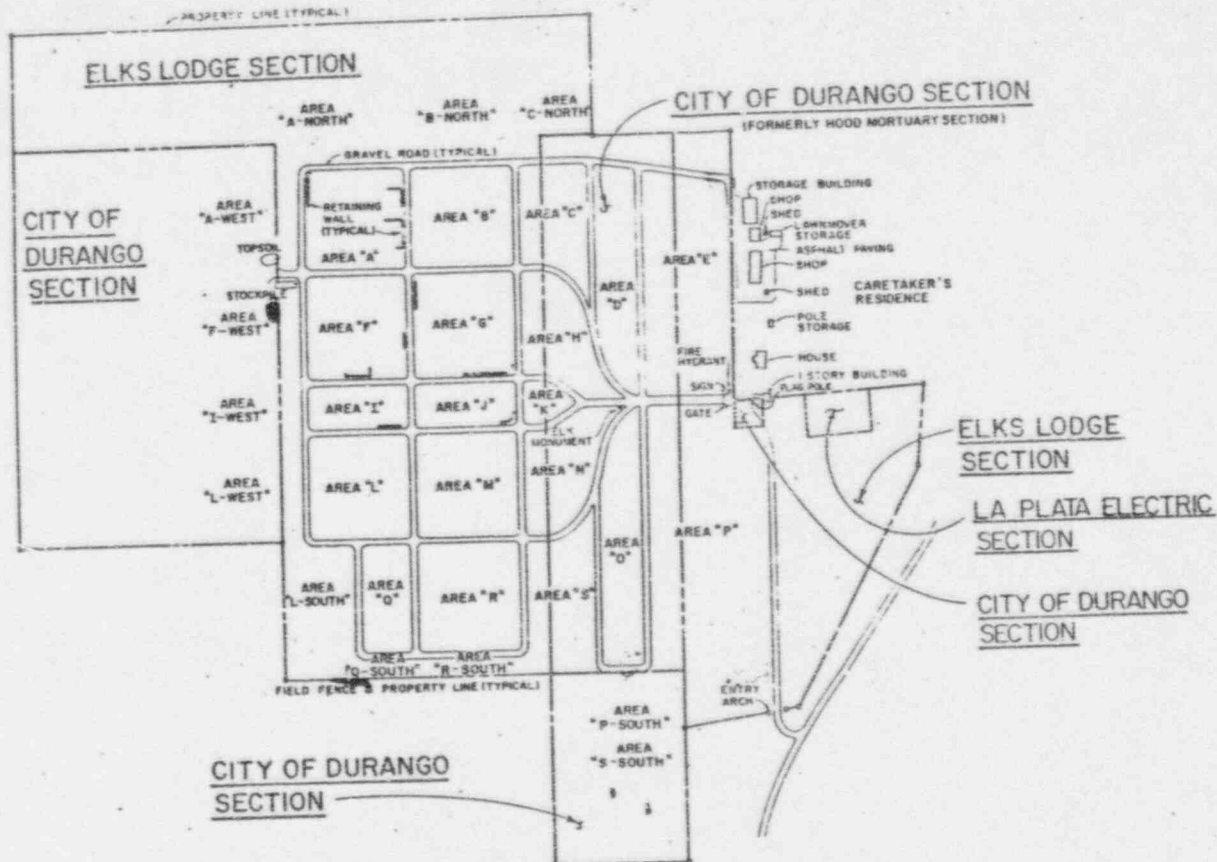 PROPERTY LINE (TYPICAL)
ELKS LODGE SECTION
AREA
"A-NORTH"
AREA
"B-NORTH"
AREA
"C-NORTH"
CITY OF DURANGO SECTION
(FORMERLY HOOD MORTUARY SECTION)
GRAVEL ROAD (TYPICAL)
CITY OF
DURANGO
SECTION
AREA
"A-WEST"
RETAINING
WALL
(TYPICAL)
AREA "A"
AREA "B"
AREA "C"
AREA "E"
AREA
"D"
STORAGE BUILDING
SHOP
SHED
LAWNMOWER
STORAGE
ASPHALT PAVING
SHOP
SHED
CARETAKER'S
RESIDENCE
POLE
STORAGE
HOUSE
1 STORY BUILDING
FLAG POLE
TOPSOIL
STOCKPILE
AREA
"F-WEST"
AREA "F"
AREA "G"
AREA "H"
FIRE
HYDRANT
SIGN
GATE
AREA
"I-WEST"
AREA "I"
AREA "J"
AREA
"K"
ELK
MONUMENT
ELKS LODGE
SECTION
AREA
"L-WEST"
AREA "L"
AREA "M"
AREA "N"
LA PLATA ELECTRIC
SECTION
AREA
"L-SOUTH"
AREA
"Q"
AREA "R"
AREA "S"
AREA
"O"
AREA "P"
CITY OF DURANGO
SECTION
AREA
"Q-SOUTH"
AREA
"R-SOUTH"
FIELD FENCE & PROPERTY LINE (TYPICAL)
ENTRY
ARCH
AREA
"P-SOUTH"
AREA
"S-SOUTH"
CITY OF DURANGO
SECTION